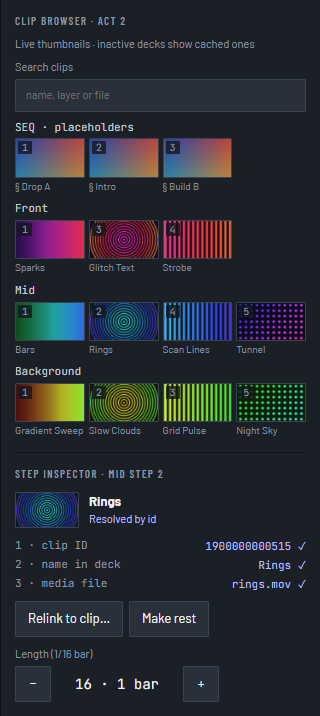 CLIP BROWSER · ACT 2
Live thumbnails · inactive decks show cached ones
Search clips
name, layer or file
SEQ · placeholders
1 2 3
§ Drop A § Intro § Build B
Front
1 3 4
Sparks Glitch Text Strobe
Mid
1 2 4 5
Bars Rings Scan Lines Tunnel
Background
1 2 3 5
Gradient Sweep Slow Clouds Grid Pulse Night Sky
STEP INSPECTOR · MID STEP 2
Rings
Resolved by id
1 · clip ID 1900000000515 ✓
2 · name in deck Rings ✓
3 · media file rings.mov ✓
Relink to clip... Make rest
Length (1/16 bar)
− 16 · 1 bar +